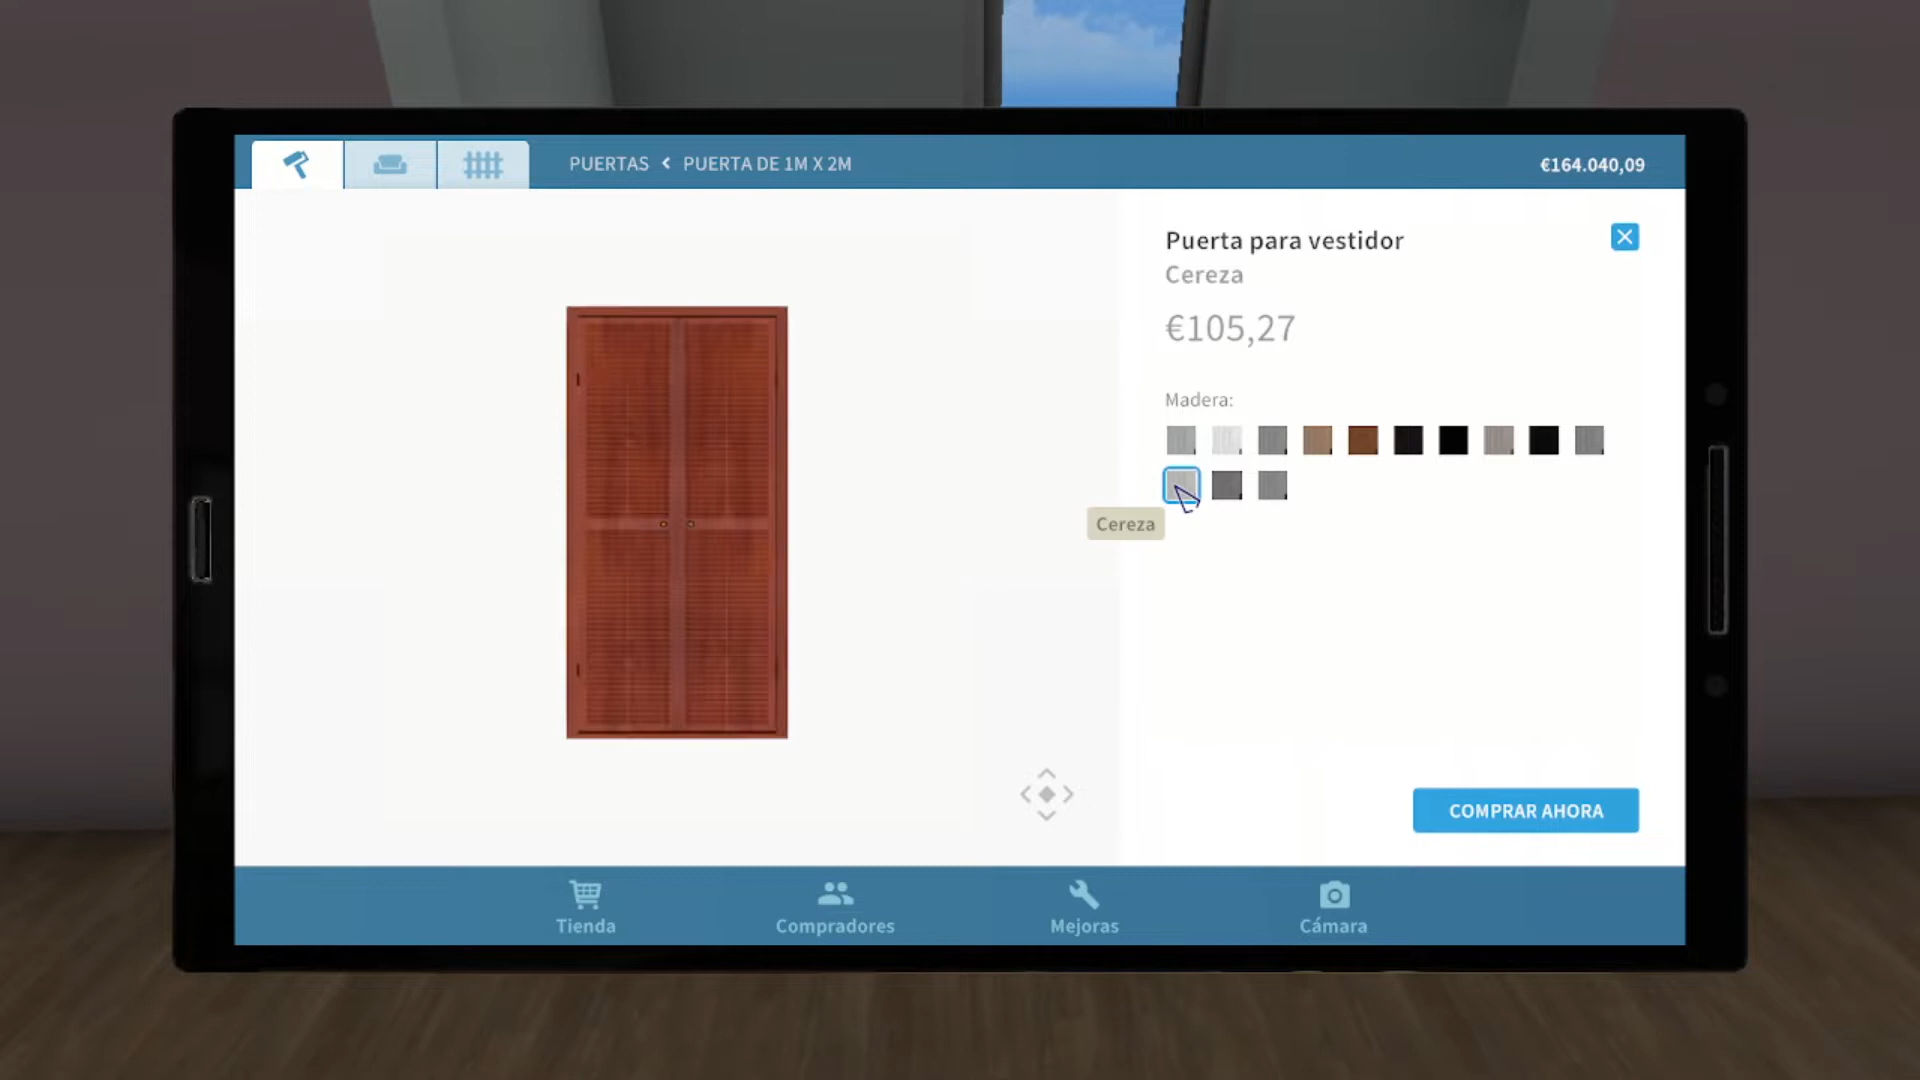 PUERTAS < PUERTA DE 1M X 2M
€164.040,09
Puerta para vestidor
Cereza
€105,27
Madera:
Cereza
COMPRAR AHORA
Tienda
Compradores
Mejoras
Cámara